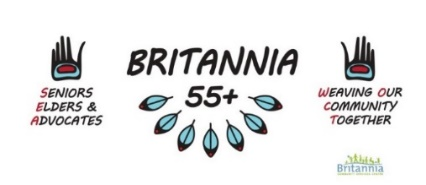 BRITANNIA
55+
SENIORS
ELDERS &
ADVOCATES
WEAVING OUR
COMMUNITY
TOGETHER
Britannia